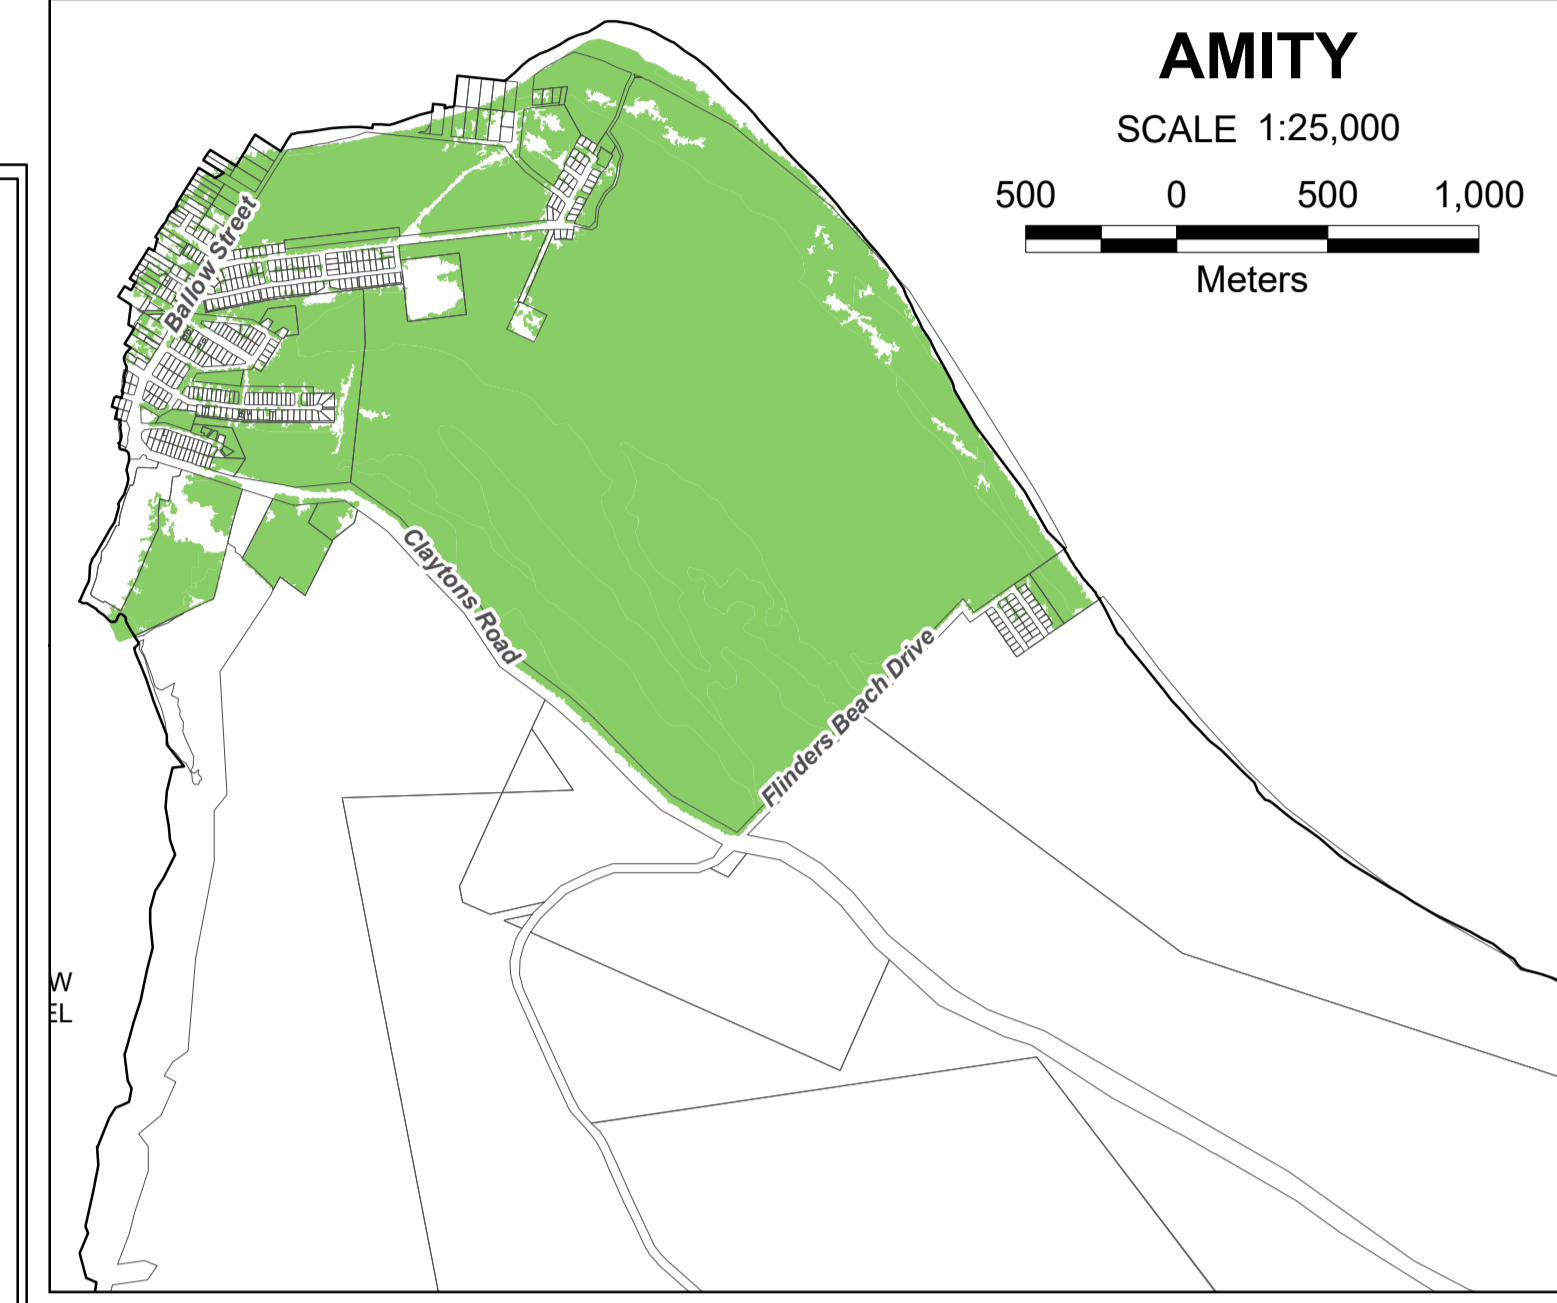 AMITY
SCALE 1:25,000
500 0 500 1,000
Meters
Ballow Street
Claytons Road
Flinders Beach Drive
W
EL